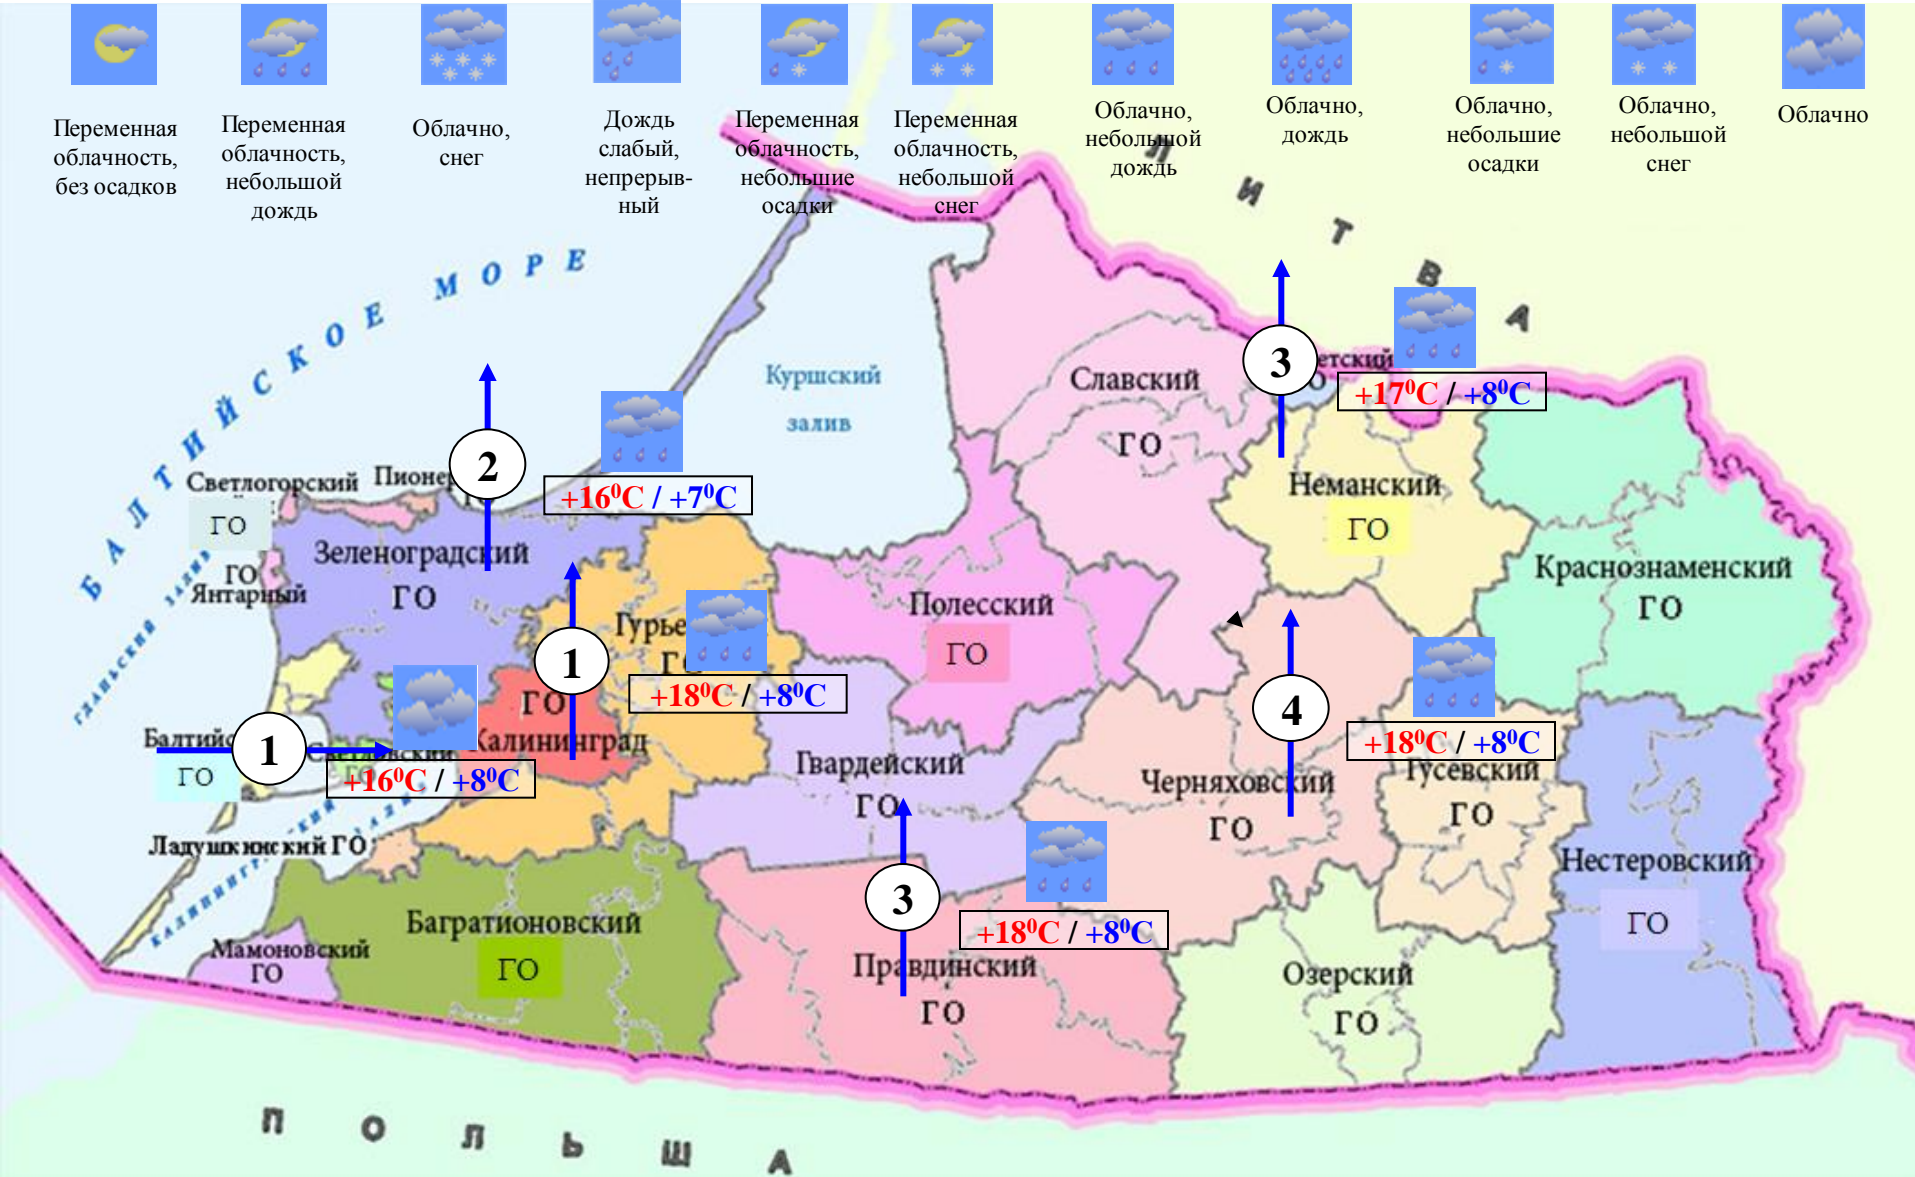 Переменная
облачность,
без осадков
Переменная
облачность,
небольшой
дождь
Облачно,
снег
Дождь
слабый,
непрерыв-
ный
Переменная
облачность,
небольшие
осадки
Переменная
облачность,
небольшой
снег
Облачно,
небольшой
дождь
Облачно,
дождь
Облачно,
небольшие
осадки
Облачно,
небольшой
снег
Облачно
ЛИТВА
БАЛТИЙСКОЕ МОРЕ
Куршский
залив
Славский
ГО
3
+17⁰C / +8⁰C
2
+16⁰C / +7⁰C
Светлогорский
ГО
Неманский
ГО
Зеленоградский
ГО
ГО
Янтарный
Краснознаменский
ГО
ГДАНЬСКИЙ ЗАЛИВ
Полесский
ГО
1
+18⁰C / +8⁰C
ГО
Калининград
4
+18⁰C / +8⁰C
1
ГО
+16⁰C / +8⁰C
Гвардейский
ГО
Черняховский
ГО
Гусевский
ГО
Ладушкинский ГО
Нестеровский
ГО
3
+18⁰C / +8⁰C
Багратионовский
ГО
Мамоновский
ГО
Правдинский
ГО
Озерский
ГО
ПОЛЬША